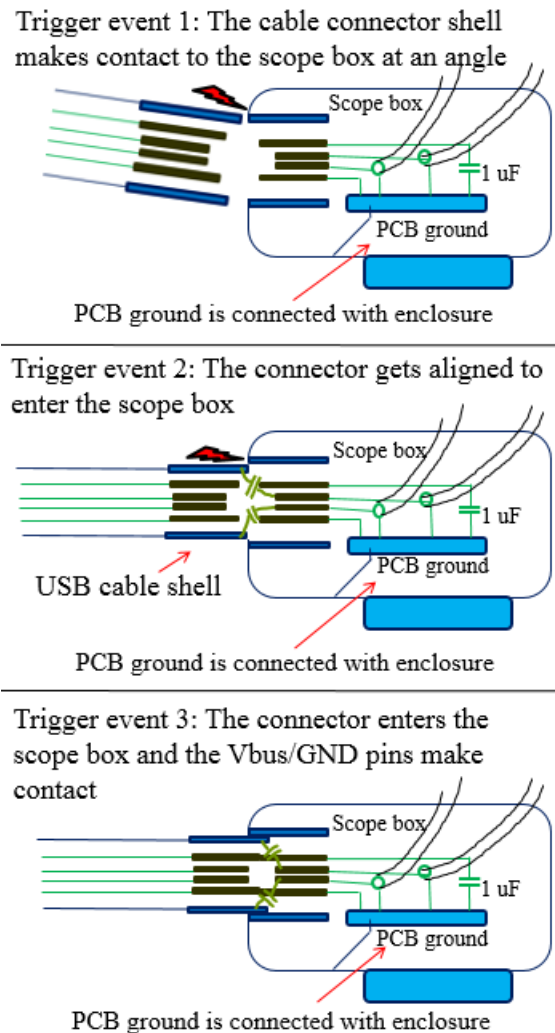 Trigger event 1: The cable connector shell
makes contact to the scope box at an angle
Scope box
1 uF
PCB ground
PCB ground is connected with enclosure
Trigger event 2: The connector gets aligned to
enter the scope box
Scope box
1 uF
PCB ground
USB cable shell
PCB ground is connected with enclosure
Trigger event 3: The connector enters the
scope box and the Vbus/GND pins make
contact
Scope box
1 uF
PCB ground
PCB ground is connected with enclosure